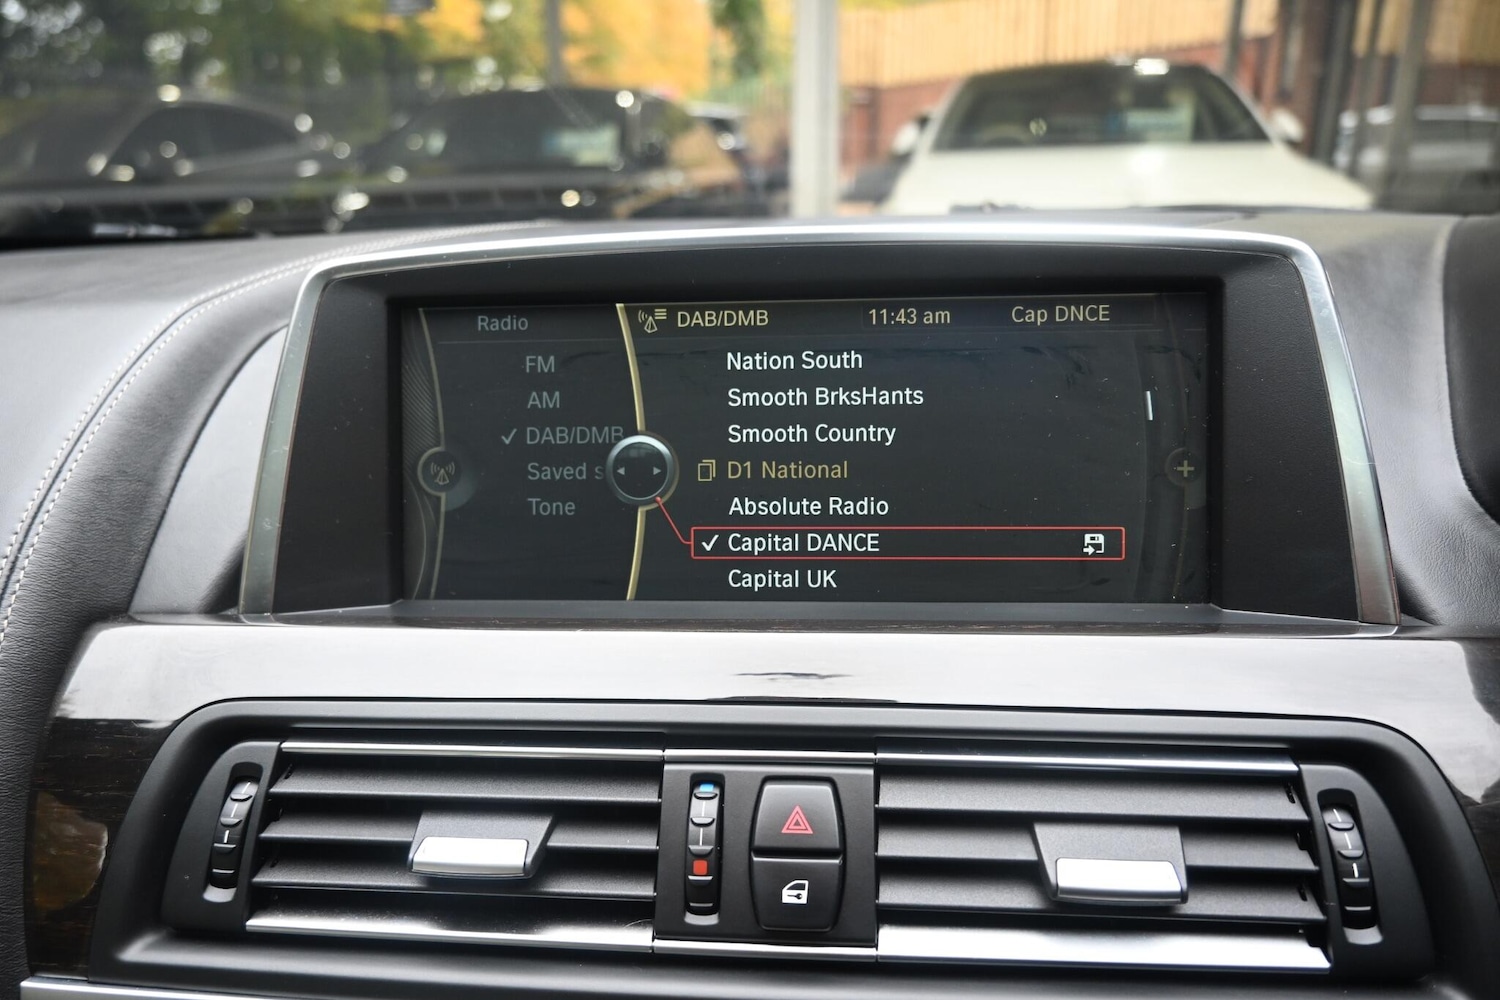 Radio
FM
AM
DAB/DMB
Saved s
Tone
DAB/DMB 11:43 am Cap DNCE
Nation South
Smooth BrksHants
Smooth Country
D1 National
Absolute Radio
Capital DANCE
Capital UK